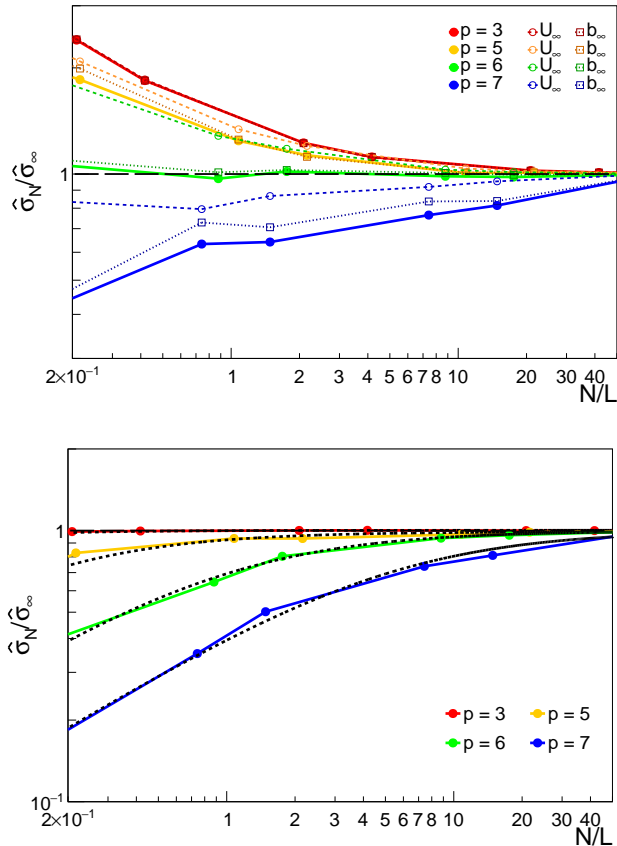 p = 3 U∞ b∞
p = 5 U∞ b∞
p = 6 U∞ b∞
p = 7 U∞ b∞
σ̂N/σ̂∞
1
2×10⁻¹ 1 2 3 4 5 6 7 8 10 20 30 40
N/L
σ̂N/σ̂∞
1
p = 3 p = 5
p = 6 p = 7
10⁻¹
2×10⁻¹ 1 2 3 4 5 6 7 8 10 20 30 40
N/L